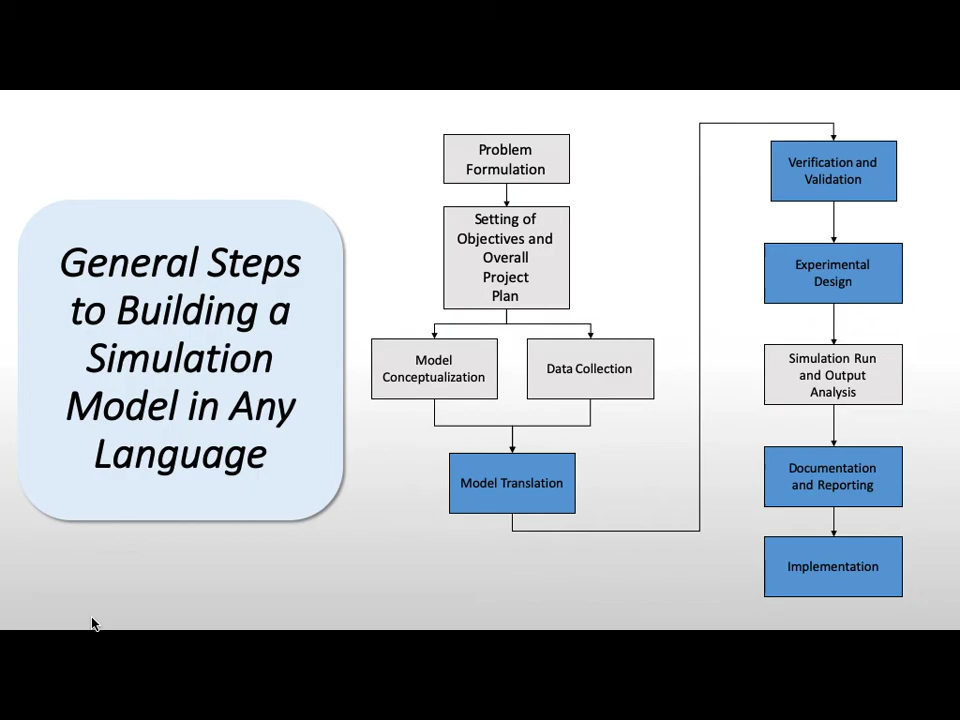 General Steps
to Building a
Simulation
Model in Any
Language
Problem
Formulation
Setting of
Objectives and
Overall
Project
Plan
Model
Conceptualization
Data Collection
Model Translation
Verification and
Validation
Experimental
Design
Simulation Run
and Output
Analysis
Documentation
and Reporting
Implementation